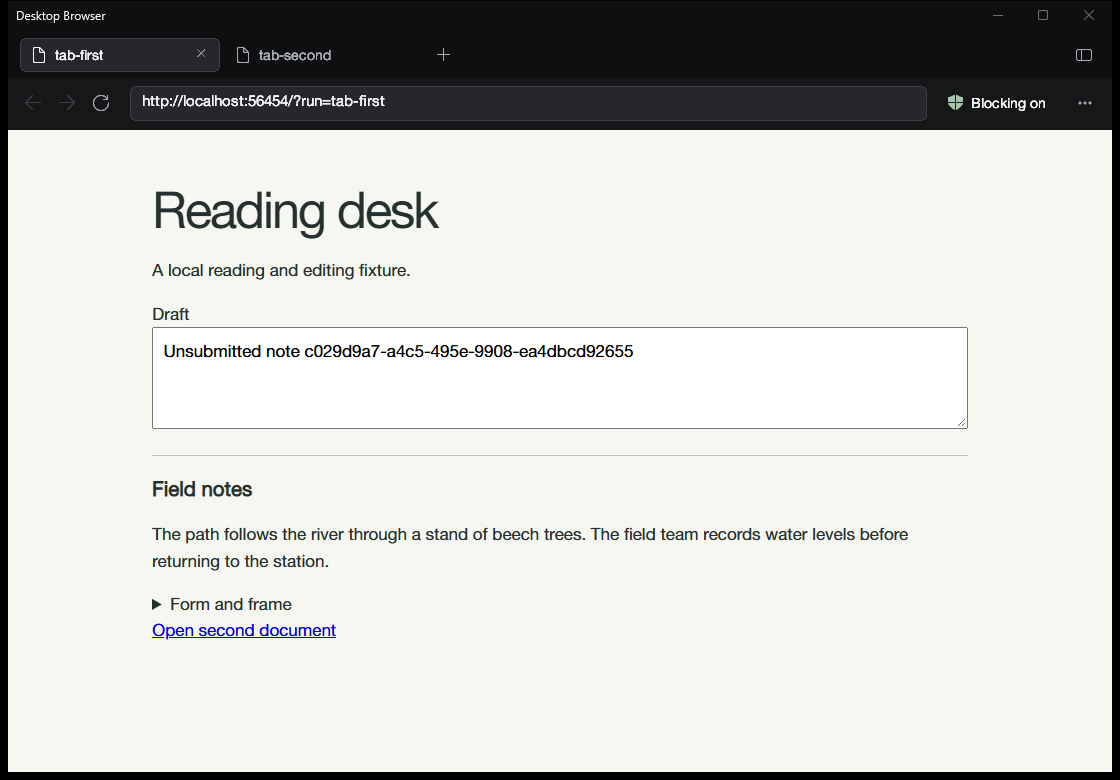 Desktop Browser
tab-first
tab-second
http://localhost:56454/?run=tab-first
Blocking on
Reading desk
A local reading and editing fixture.
Draft
Unsubmitted note c029d9a7-a4c5-495e-9908-ea4dbcd92655
Field notes
The path follows the river through a stand of beech trees. The field team records water levels before
returning to the station.
Form and frame
Open second document